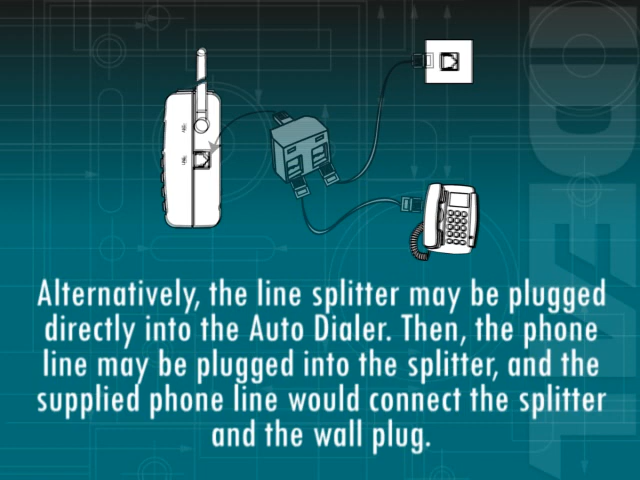 Alternatively, the line splitter may be plugged
directly into the Auto Dialer. Then, the phone
line may be plugged into the splitter, and the
supplied phone line would connect the splitter
and the wall plug.